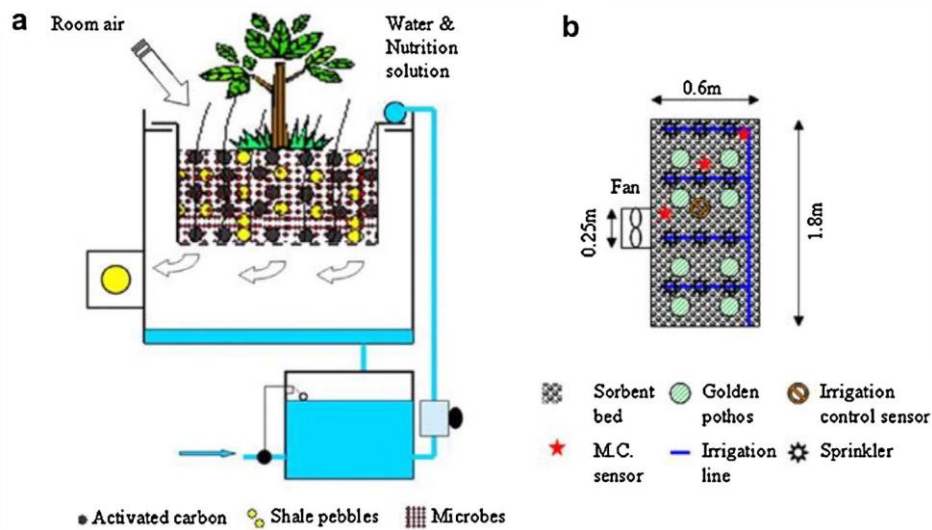 a
Room air
Water &
Nutrition
solution
Activated carbon
Shale pebbles
Microbes
b
0.6m
Fan
0.25m
1.8m
Sorbent
bed
Golden
pothos
Irrigation
control sensor
M.C.
sensor
Irrigation
line
Sprinkler